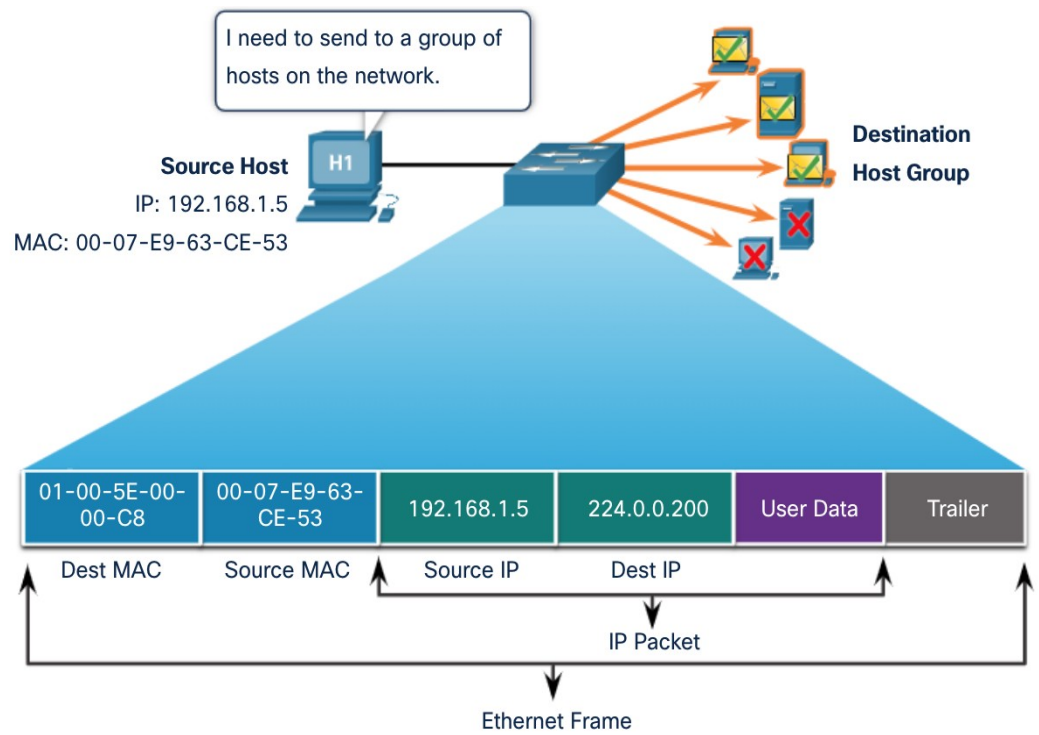 I need to send to a group of
hosts on the network.
H1
Source Host
IP: 192.168.1.5
MAC: 00-07-E9-63-CE-53
Destination
Host Group
01-00-5E-00-
00-C8
00-07-E9-63-
CE-53
192.168.1.5
224.0.0.200
User Data
Trailer
Dest MAC
Source MAC
Source IP
Dest IP
IP Packet
Ethernet Frame